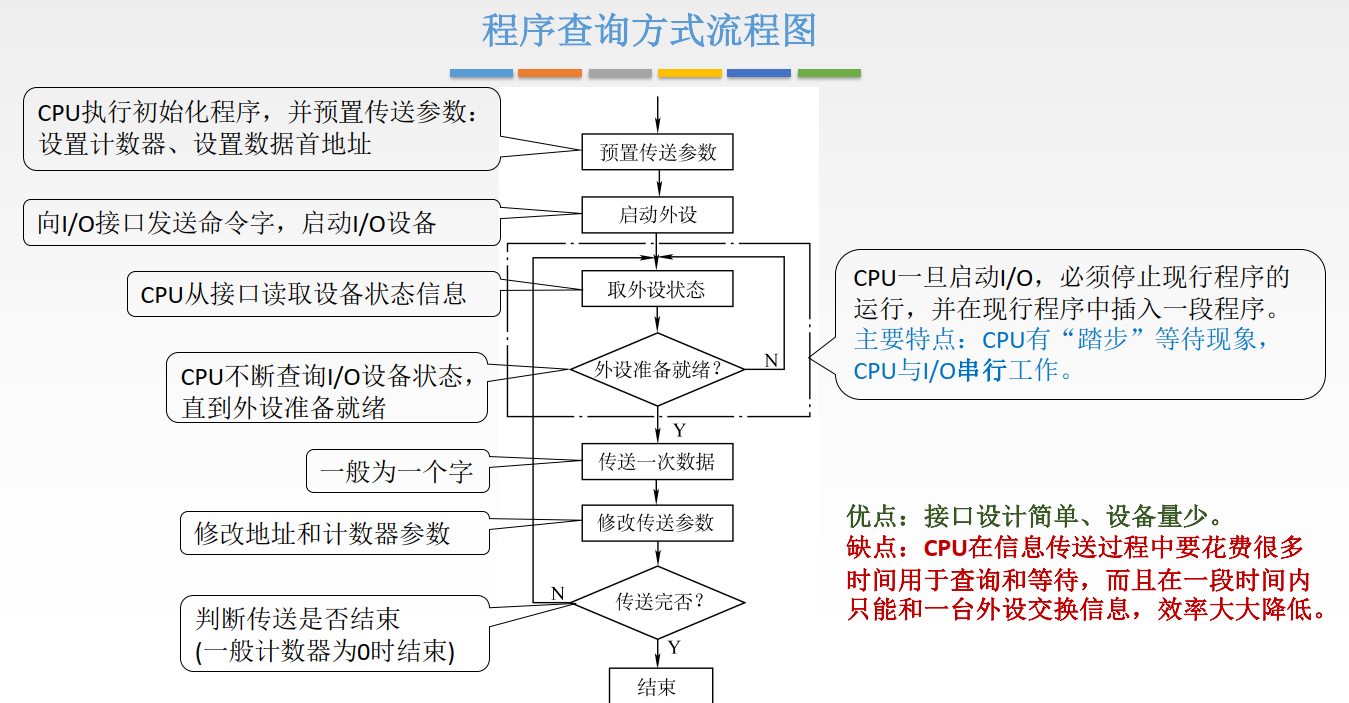 程序查询方式流程图
CPU执行初始化程序，并预置传送参数：
设置计数器、设置数据首地址
预置传送参数
向I/O接口发送命令字，启动I/O设备
启动外设
CPU从接口读取设备状态信息
取外设状态
CPU不断查询I/O设备状态，
直到外设准备就绪
外设准备就绪？
N
Y
CPU一旦启动I/O，必须停止现行程序的
运行，并在现行程序中插入一段程序。
主要特点：CPU有“踏步”等待现象，
CPU与I/O串行工作。
一般为一个字
传送一次数据
修改地址和计数器参数
修改传送参数
判断传送是否结束
(一般计数器为0时结束)
N
传送完否？
Y
结束
优点：接口设计简单、设备量少。
缺点：CPU在信息传送过程中要花费很多
时间用于查询和等待，而且在一段时间内
只能和一台外设交换信息，效率大大降低。